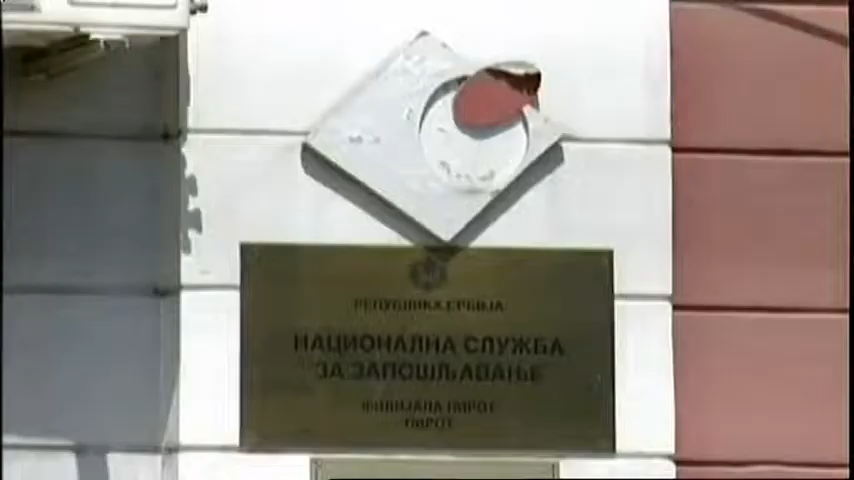 РЕПУБЛИКА СРБИЈА
НАЦИОНАЛНА СЛУЖБА
ЗА ЗАПОШЉАВАЊЕ
ФИЛИЈАЛА ПИРОТ
ПИРОТ